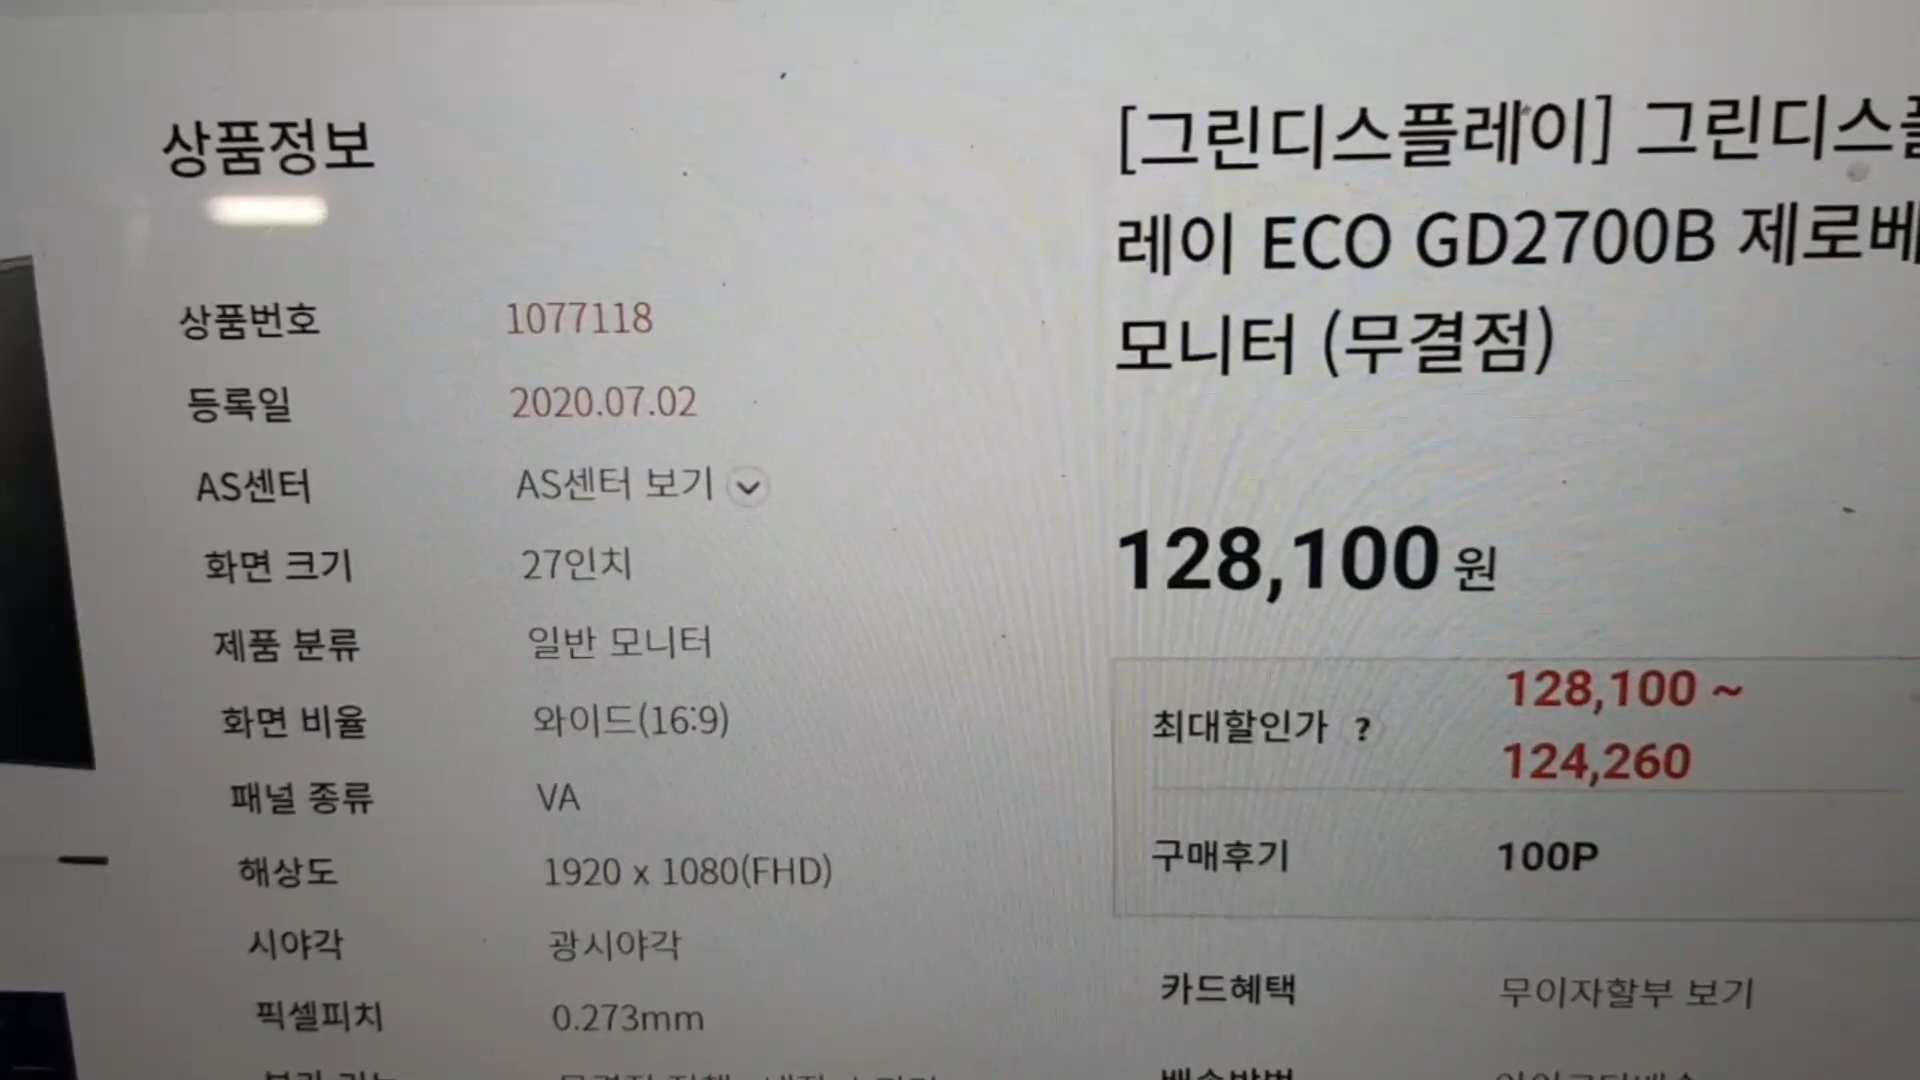 상품정보
상품번호 1077118
등록일 2020.07.02
AS센터 AS센터 보기
화면 크기 27인치
제품 분류 일반 모니터
화면 비율 와이드(16:9)
패널 종류 VA
해상도 1920 x 1080(FHD)
시야각 광시야각
픽셀피치 0.273mm
[그린디스플레이] 그린디스플
레이 ECO GD2700B 제로베
모니터 (무결점)
128,100원
최대할인가 ? 128,100 ~
124,260
구매후기 100P
카드혜택 무이자할부 보기